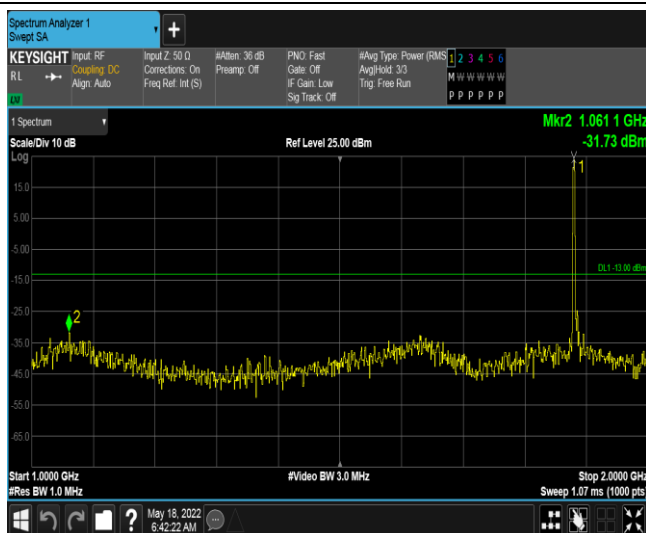 Spectrum Analyzer 1
Swept SA
+
KEYSIGHT
RL
Input: RF
Coupling: DC
Align: Auto
Input Z: 50 Ω
Corrections: On
Freq Ref: Int (S)
#Atten: 36 dB
Preamp: Off
PNO: Fast
Gate: Off
IF Gain: Low
Sig Track: Off
#Avg Type: Power (RMS
Avg|Hold: 3/3
Trig: Free Run
1 2 3 4 5 6
M W W W W W
P P P P P P
1 Spectrum
Scale/Div 10 dB
Ref Level 25.00 dBm
Mkr2 1.061 1 GHz
-31.73 dBm
Log
15.0
5.00
-5.00
-15.0
-25.0
-35.0
-45.0
-55.0
-65.0
1
DL1 -13.00 dBm
2
Start 1.0000 GHz
#Res BW 1.0 MHz
#Video BW 3.0 MHz
Stop 2.0000 GHz
Sweep 1.07 ms (1000 pts)
?
May 18, 2022
6:42:22 AM